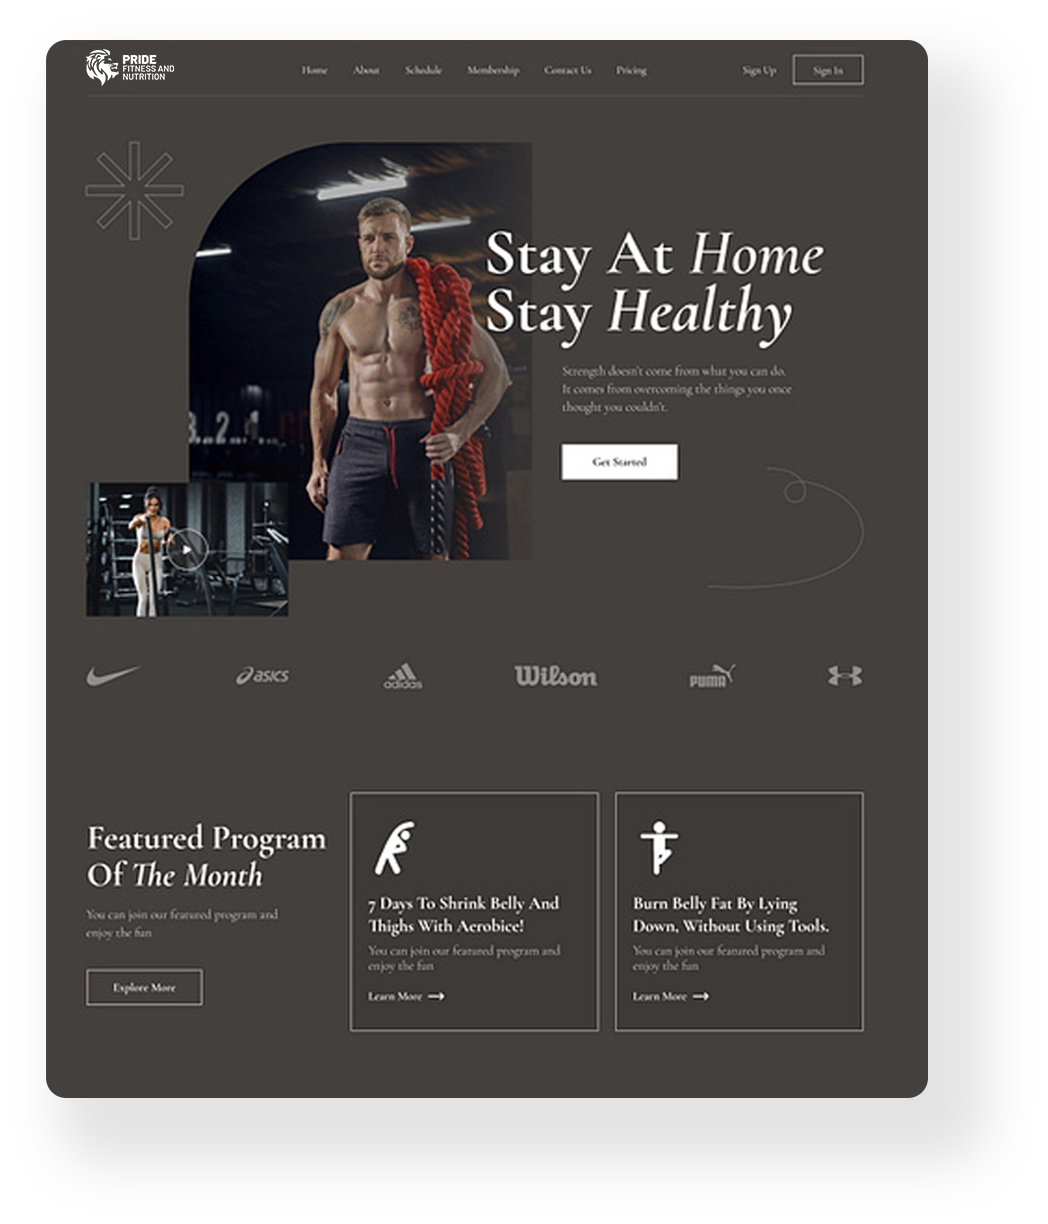 PRIDE
FITNESS AND
NUTRITION
Home About Schedule Membership Contact Us Pricing Sign Up Sign In
Stay At Home
Stay Healthy
Strength doesn't come from what you can do.
It comes from overcoming the things you once
thought you couldn't.
Get Started
3..2..1..
asics
adidas
Wilson
PUMA
Featured Program
Of The Month
You can join our featured program and
enjoy the fun
Explore More
7 Days To Shrink Belly And
Thighs With Aerobice!
You can join our featured program and
enjoy the fun
Learn More
Burn Belly Fat By Lying
Down, Without Using Tools.
You can join our featured program and
enjoy the fun
Learn More